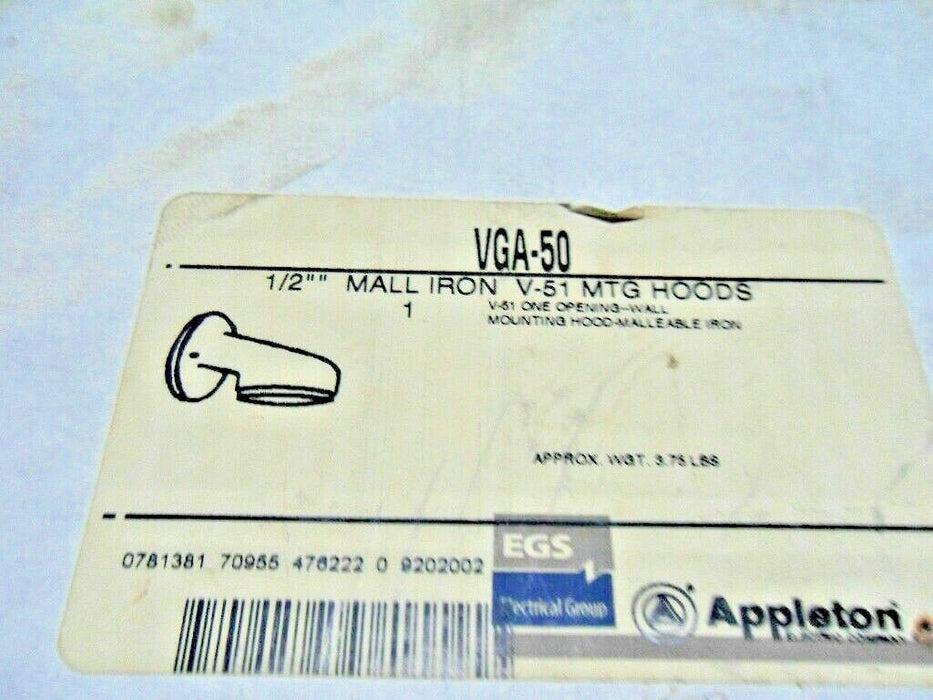 VGA-50
1/2"" MALL IRON V-51 MTG HOODS
1 V-51 ONE OPENING-WALL
MOUNTING HOOD-MALLEABLE IRON
APPROX. WGT. 3.75 LBS
0781381 70955 476222 0 9202002
EGS
Electrical Group
A Appleton